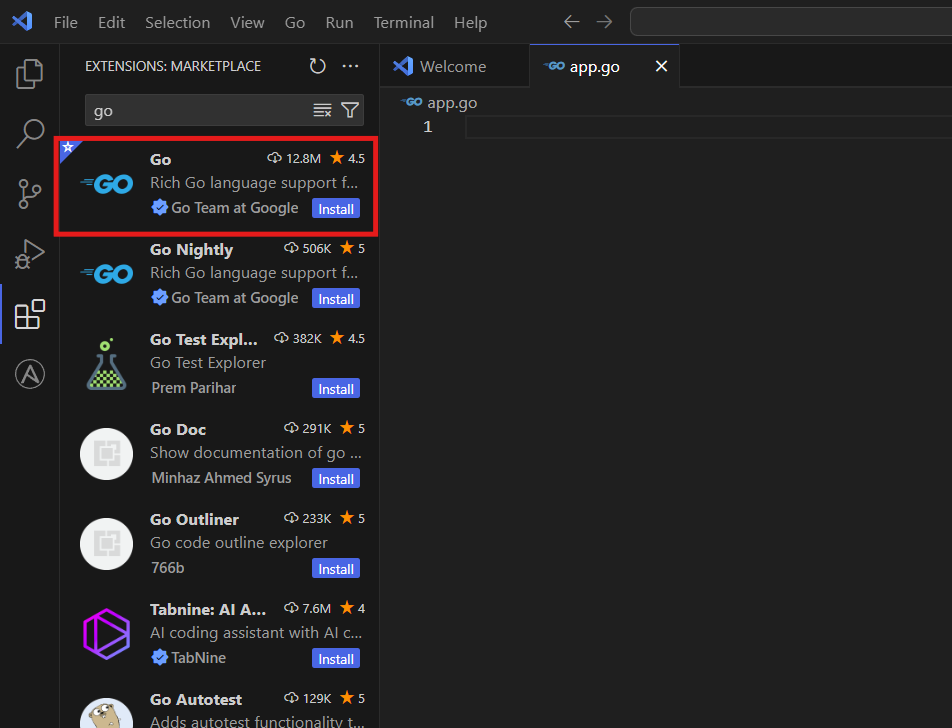 File Edit Selection View Go Run Terminal Help
EXTENSIONS: MARKETPLACE
go
Go 12.8M 4.5
Rich Go language support f...
Go Team at Google Install
Go Nightly 506K 5
Rich Go language support f...
Go Team at Google Install
Go Test Expl... 382K 4.5
Go Test Explorer
Prem Parihar Install
Go Doc 291K 5
Show documentation of go ...
Minhaz Ahmed Syrus Install
Go Outliner 233K 5
Go code outline explorer
766b Install
Tabnine: AI A... 7.6M 4
AI coding assistant with AI c...
TabNine Install
Go Autotest 129K 5
Adds autotest functionality t...
Welcome
GO app.go
GO app.go
1
GO
GO